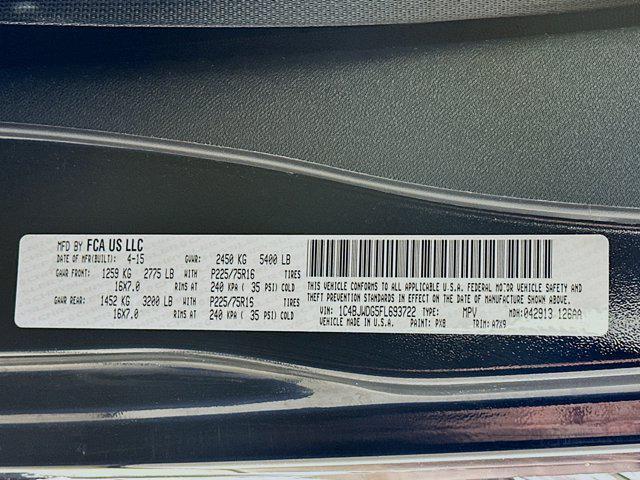 MFD BY FCA US LLC
DATE OF MFR(BUILT): 4-15 GVWR: 2450 KG 5400 LB
GAWR FRONT: 1259 KG 2775 LB P225/75R16 TIRES
16X7.0 RIMS AT 240 KPA ( 35 PSI) COLD
GAWR REAR: 1452 KG 3200 LB P225/75R16 TIRES
16X7.0 RIMS AT 240 KPA ( 35 PSI) COLD
THIS VEHICLE CONFORMS TO ALL APPLICABLE U.S.A. FEDERAL MOTOR VEHICLE SAFETY AND
THEFT PREVENTION STANDARDS IN EFFECT ON THE DATE OF MANUFACTURE SHOWN ABOVE.
VIN: 1C4BJWDG5FL693722 TYPE: MPV MDH: 042913 126AA
MADE IN U.S.A. PAINT: PX8 TRIM: A7X9